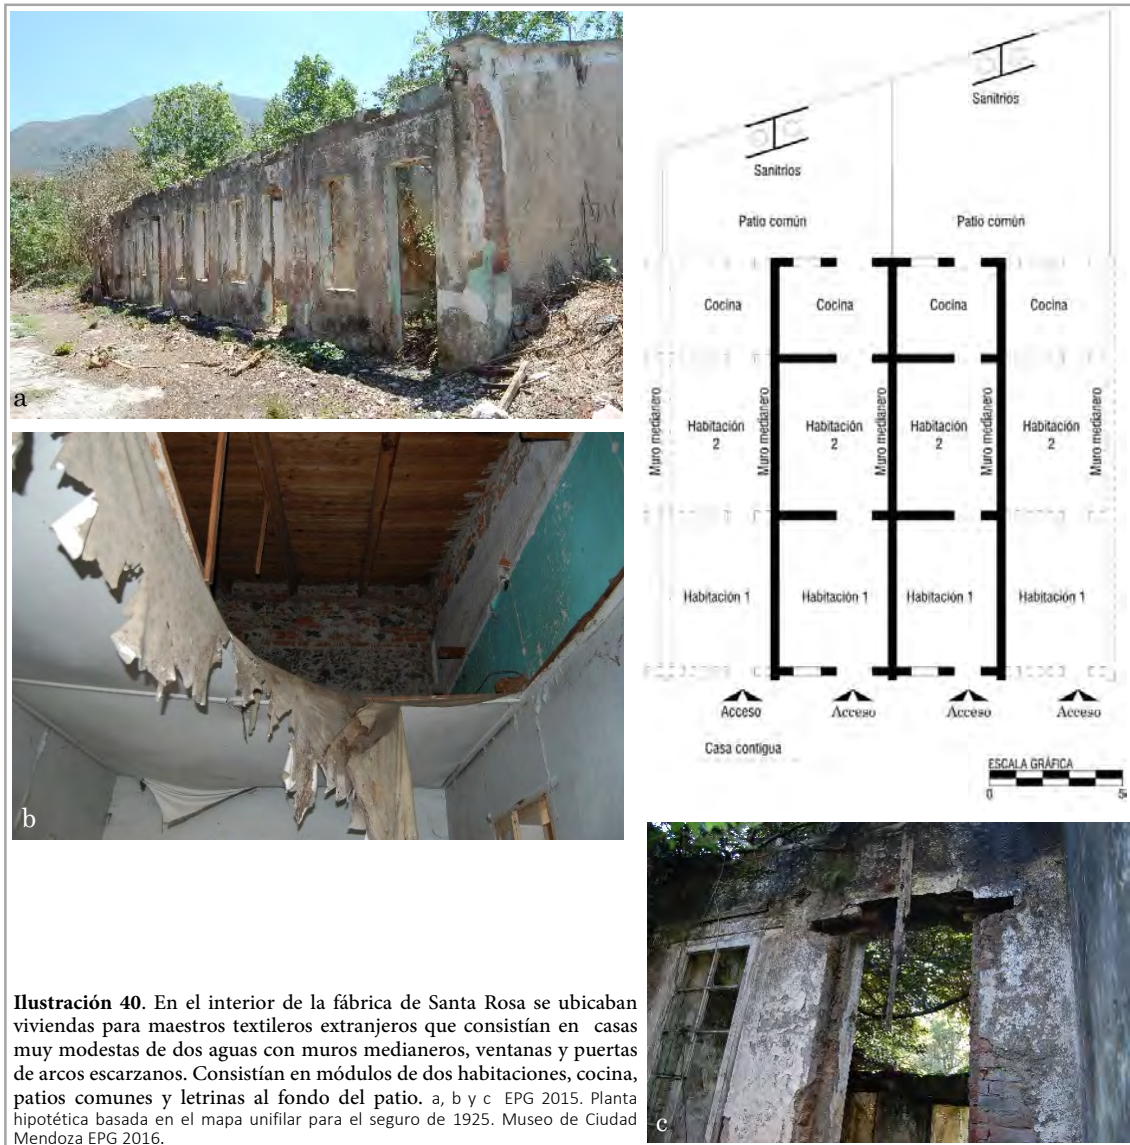 a
b
c
Sanitrios
Sanitrios
Patio común
Patio común
Cocina
Cocina
Cocina
Cocina
Muro medianero
Habitación
2
Muro medianero
Habitación
2
Muro medianero
Habitación
2
Muro medianero
Habitación
2
Muro medianero
Habitación 1
Habitación 1
Habitación 1
Habitación 1
Acceso
Acceso
Acceso
Acceso
Casa contigua
ESCALA GRÁFICA
0
Ilustración 40. En el interior de la fábrica de Santa Rosa se ubicaban
viviendas para maestros textileros extranjeros que consistían en casas
muy modestas de dos aguas con muros medianeros, ventanas y puertas
de arcos escarzanos. Consistían en módulos de dos habitaciones, cocina,
patios comunes y letrinas al fondo del patio. a, b y c EPG 2015. Planta
hipotética basada en el mapa unifilar para el seguro de 1925. Museo de Ciudad
Mendoza EPG 2016.